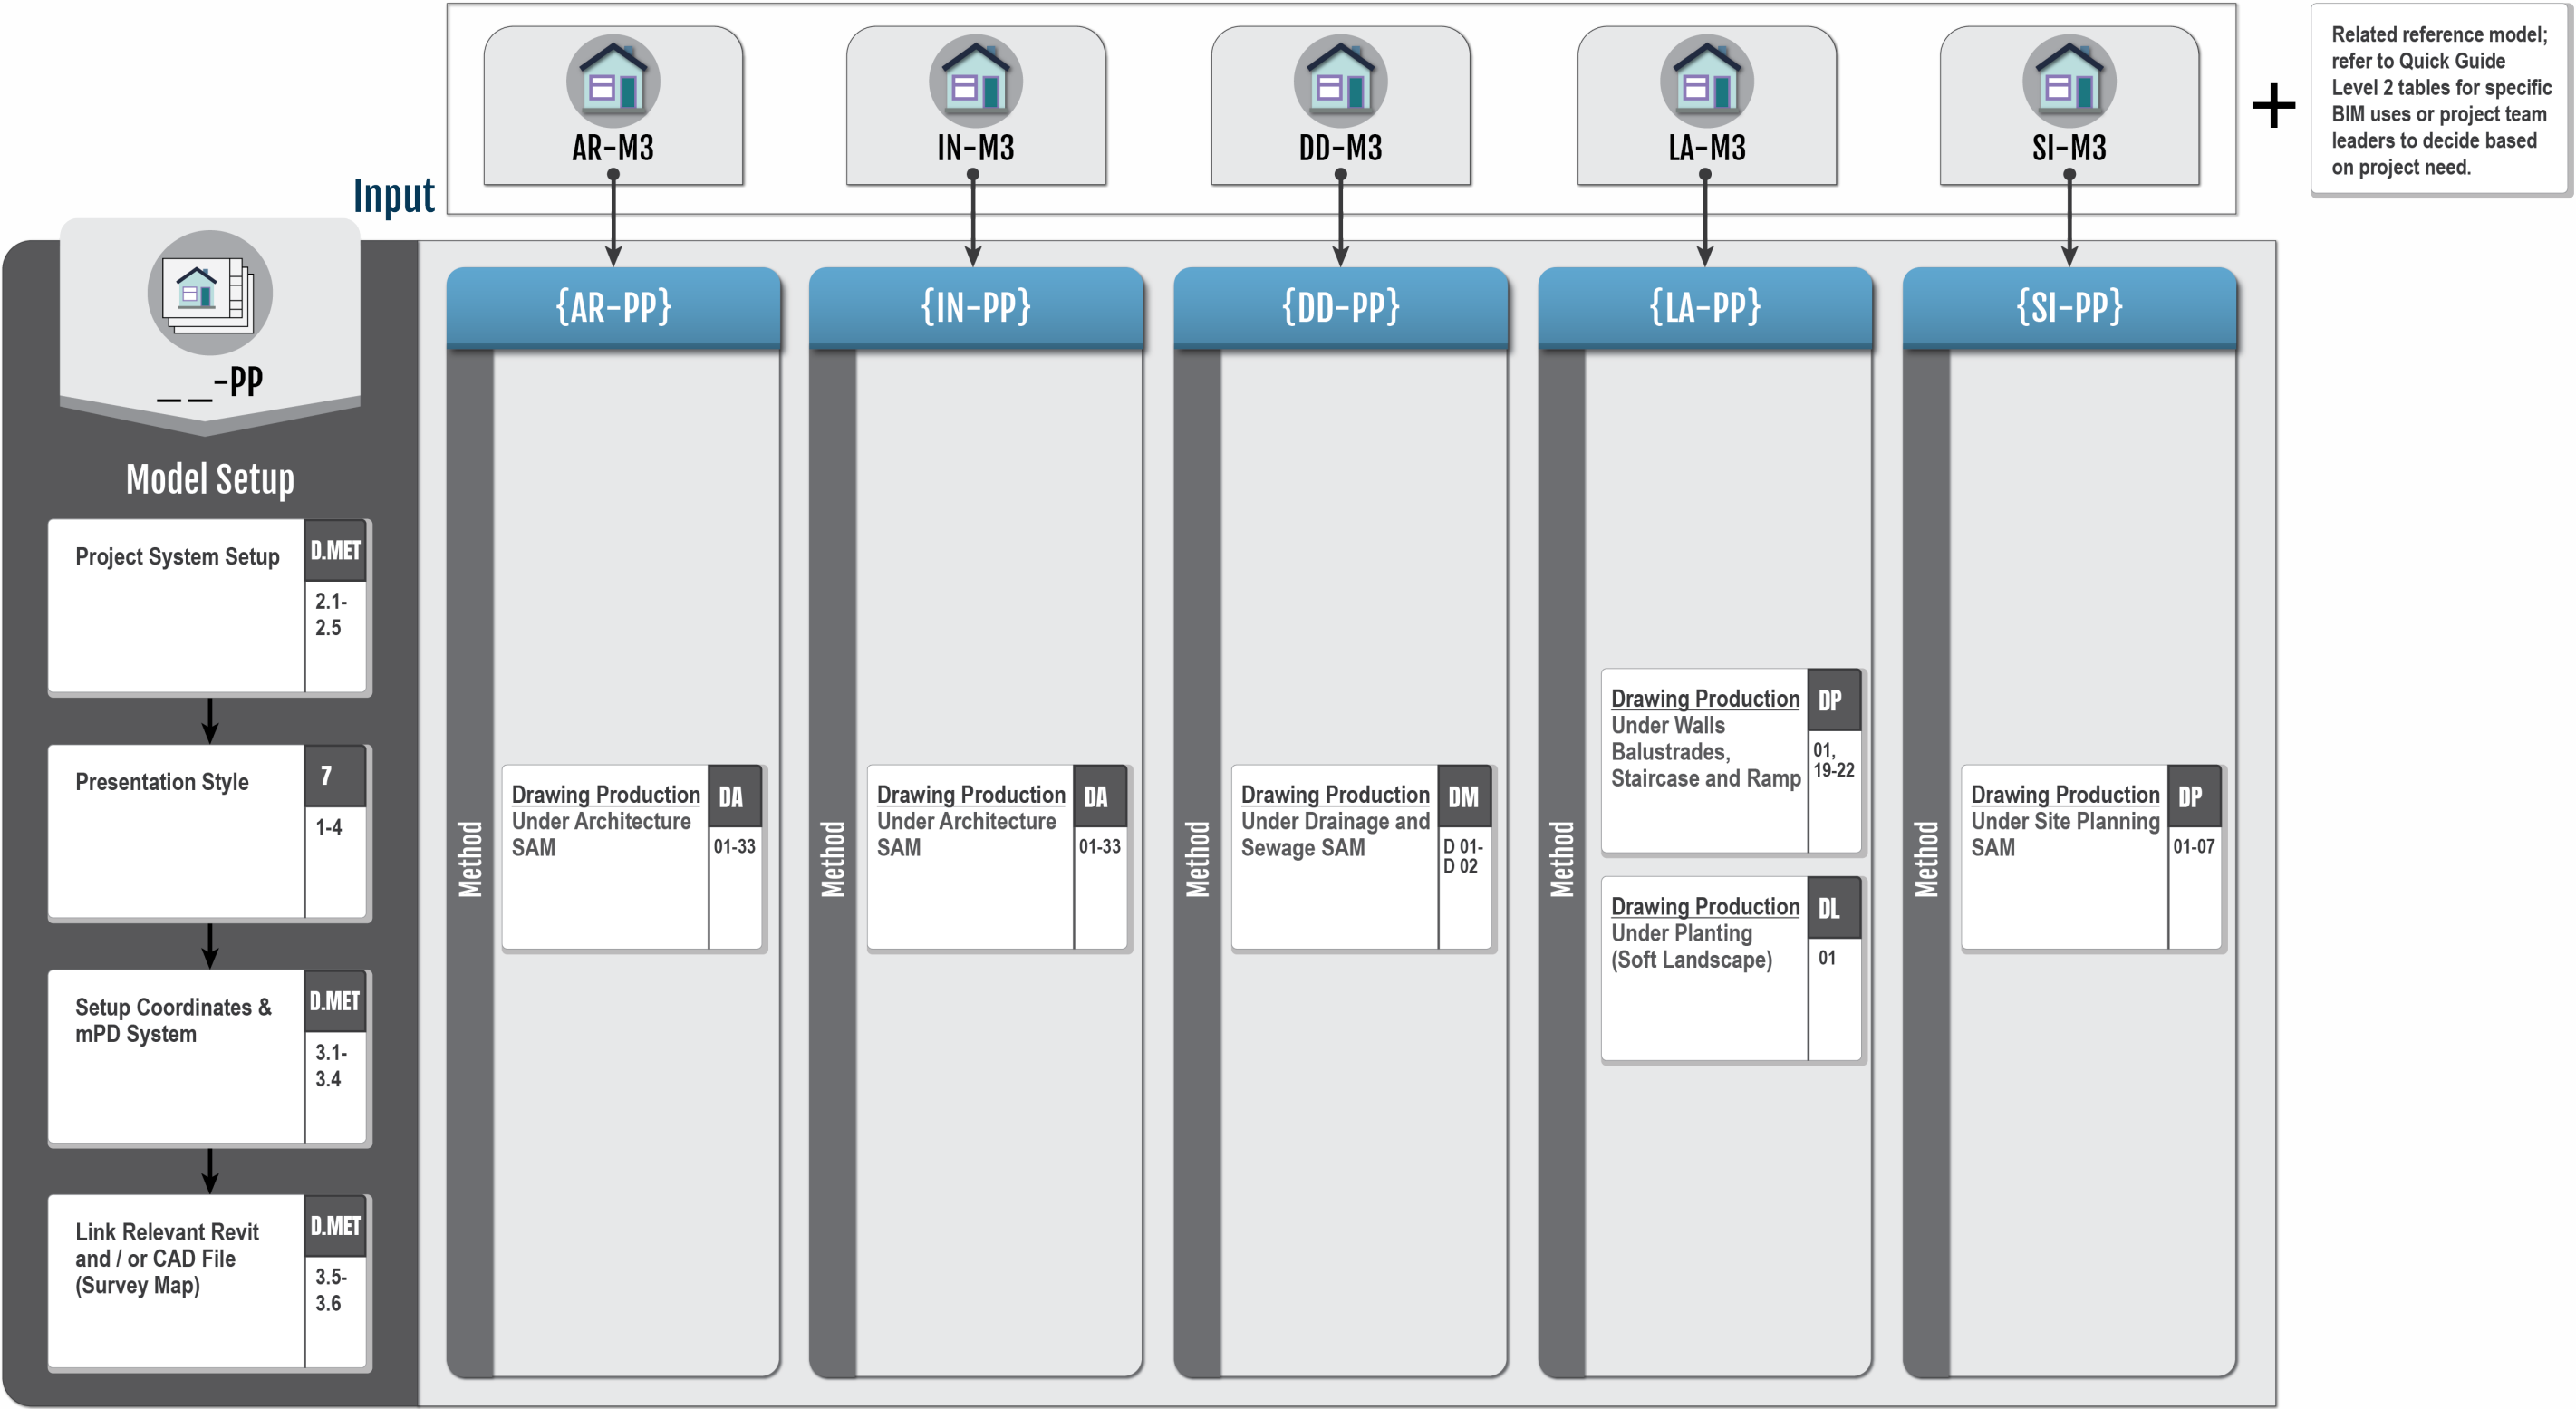 Input
AR-M3
IN-M3
DD-M3
LA-M3
SI-M3
+
Related reference model;
refer to Quick Guide
Level 2 tables for specific
BIM uses or project team
leaders to decide based
on project need.
_ _-PP
Model Setup
Project System Setup
D.MET
2.1-
2.5
Presentation Style
7
1-4
Setup Coordinates &
mPD System
D.MET
3.1-
3.4
Link Relevant Revit
and / or CAD File
(Survey Map)
D.MET
3.5-
3.6
{AR-PP}
Method
Drawing Production
Under Architecture
SAM
DA
01-33
{IN-PP}
Method
Drawing Production
Under Architecture
SAM
DA
01-33
{DD-PP}
Method
Drawing Production
Under Drainage and
Sewage SAM
DM
D 01-
D 02
{LA-PP}
Method
Drawing Production
Under Walls
Balustrades,
Staircase and Ramp
DP
01,
19-22
Drawing Production
Under Planting
(Soft Landscape)
DL
01
{SI-PP}
Method
Drawing Production
Under Site Planning
SAM
DP
01-07